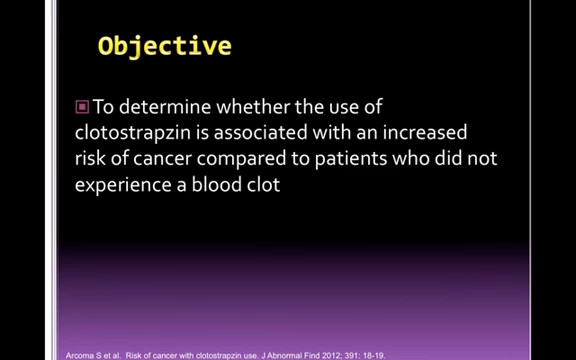 Objective
To determine whether the use of
clotostrapzin is associated with an increased
risk of cancer compared to patients who did not
experience a blood clot
Arcoma S et al. Risk of cancer with clotostrapzin use. J Abnormal Find 2012; 391: 18-19.